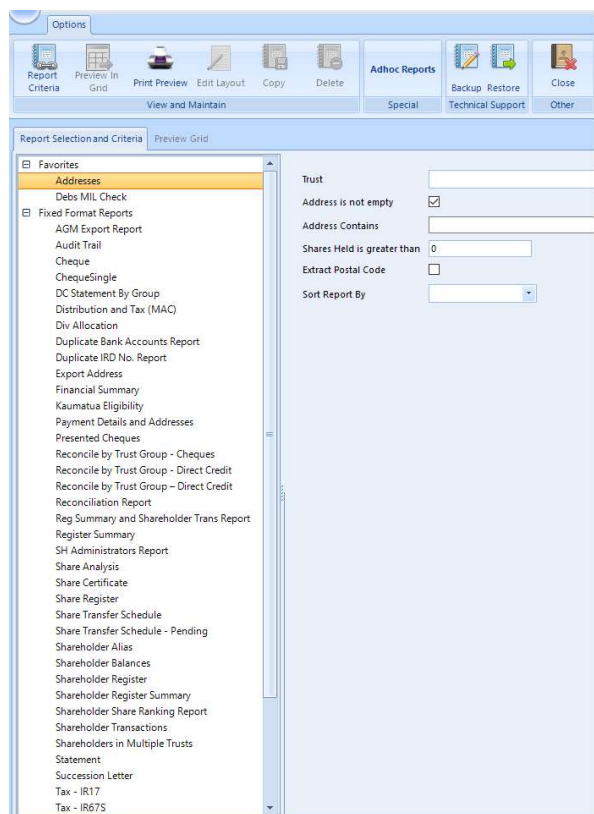 Options
Report Criteria
Preview In Grid
Print Preview
Edit Layout
Copy
Delete
Adhoc Reports
Backup
Restore
Close
View and Maintain
Special
Technical Support
Other
Report Selection and Criteria
Preview Grid
Favorites
Addresses
Debs MIL Check
Fixed Format Reports
AGM Export Report
Audit Trail
Cheque
ChequeSingle
DC Statement By Group
Distribution and Tax (MAC)
Div Allocation
Duplicate Bank Accounts Report
Duplicate IRD No. Report
Export Address
Financial Summary
Kaumatua Eligibility
Payment Details and Addresses
Presented Cheques
Reconcile by Trust Group - Cheques
Reconcile by Trust Group - Direct Credit
Reconcile by Trust Group – Direct Credit
Reconciliation Report
Reg Summary and Shareholder Trans Report
Register Summary
SH Administrators Report
Share Analysis
Share Certificate
Share Register
Share Transfer Schedule
Share Transfer Schedule - Pending
Shareholder Alias
Shareholder Balances
Shareholder Register
Shareholder Register Summary
Shareholder Share Ranking Report
Shareholder Transactions
Shareholders in Multiple Trusts
Statement
Succession Letter
Tax - IR17
Tax - IR67S
Trust
Address is not empty
Address Contains
Shares Held is greater than 0
Extract Postal Code
Sort Report By